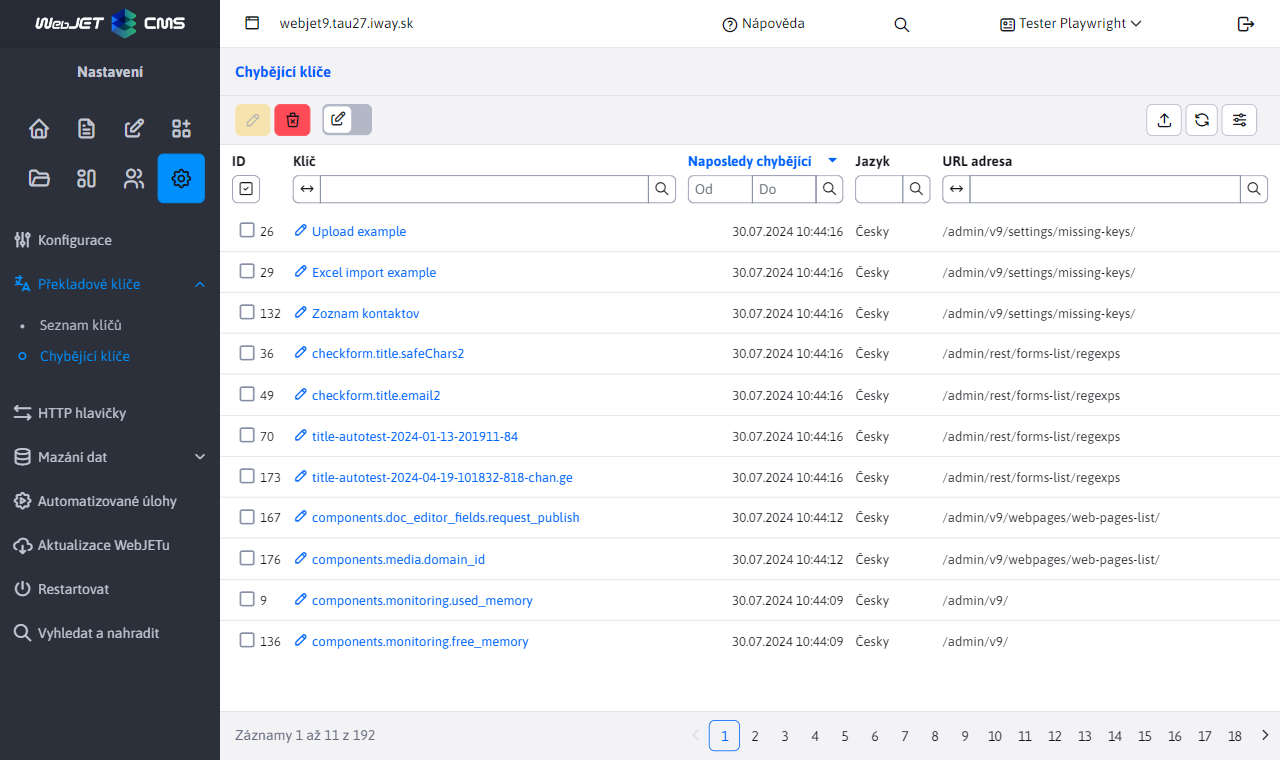 WebJET CMS
webjet9.tau27.iway.sk
Nápověda
Tester Playwright
Nastavení
Konfigurace
Překladové klíče
Seznam klíčů
Chybějící klíče
HTTP hlavičky
Mazání dat
Automatizované úlohy
Aktualizace WebJETu
Restartovat
Vyhledat a nahradit
Chybějící klíče
ID Klíč Naposledy chybějící Jazyk URL adresa
Od Do
26 Upload example 30.07.2024 10:44:16 Česky /admin/v9/settings/missing-keys/
29 Excel import example 30.07.2024 10:44:16 Česky /admin/v9/settings/missing-keys/
132 Zoznam kontaktov 30.07.2024 10:44:16 Česky /admin/v9/settings/missing-keys/
36 checkform.title.safeChars2 30.07.2024 10:44:16 Česky /admin/rest/forms-list/regexps
49 checkform.title.email2 30.07.2024 10:44:16 Česky /admin/rest/forms-list/regexps
70 title-autotest-2024-01-13-201911-84 30.07.2024 10:44:16 Česky /admin/rest/forms-list/regexps
173 title-autotest-2024-04-19-101832-818-chan.ge 30.07.2024 10:44:16 Česky /admin/rest/forms-list/regexps
167 components.doc_editor_fields.request_publish 30.07.2024 10:44:12 Česky /admin/v9/webpages/web-pages-list/
176 components.media.domain_id 30.07.2024 10:44:12 Česky /admin/v9/webpages/web-pages-list/
9 components.monitoring.used_memory 30.07.2024 10:44:09 Česky /admin/v9/
136 components.monitoring.free_memory 30.07.2024 10:44:09 Česky /admin/v9/
Záznamy 1 až 11 z 192
1 2 3 4 5 6 7 8 9 10 11 12 13 14 15 16 17 18